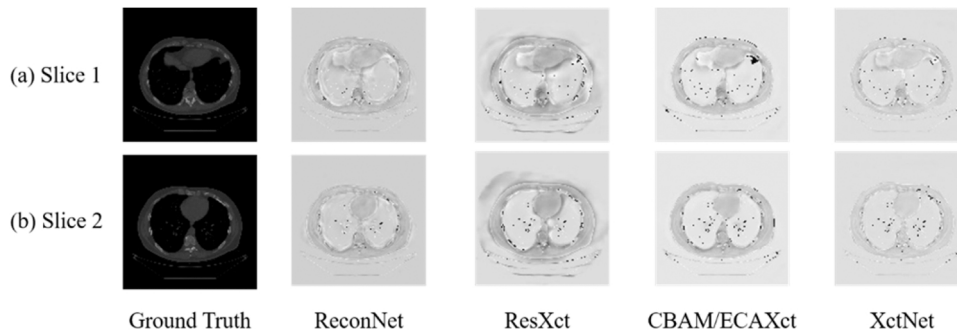 (a) Slice 1
(b) Slice 2
Ground Truth ReconNet ResXct CBAM/ECAXct XctNet